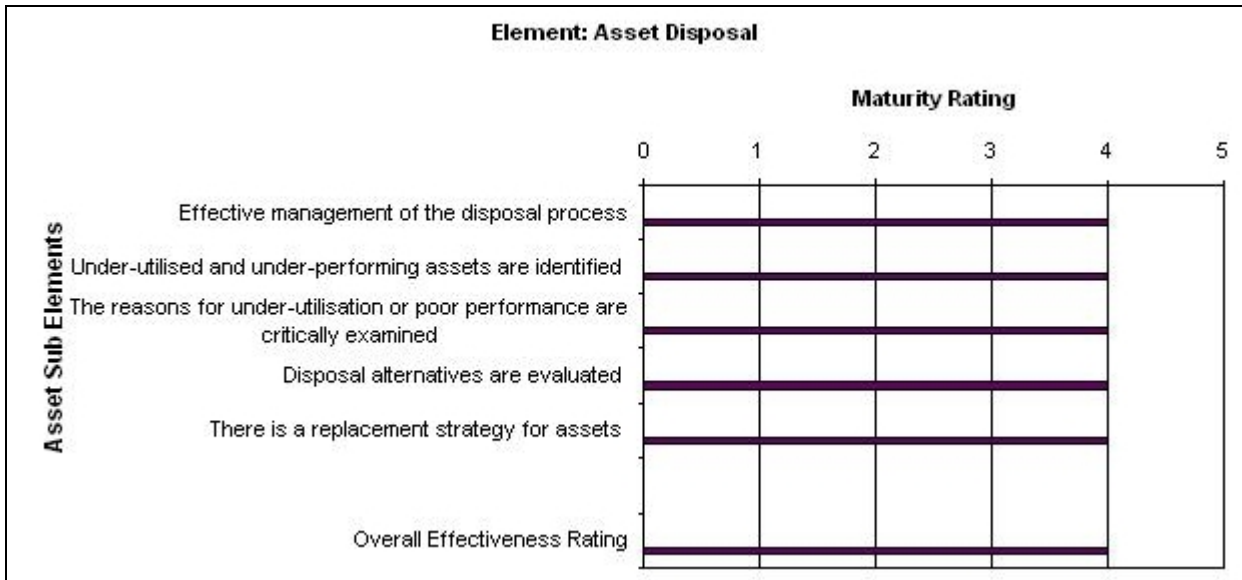 Element: Asset Disposal
Maturity Rating
0 1 2 3 4 5
Asset Sub Elements
Effective management of the disposal process
Under-utilised and under-performing assets are identified
The reasons for under-utilisation or poor performance are
critically examined
Disposal alternatives are evaluated
There is a replacement strategy for assets
Overall Effectiveness Rating